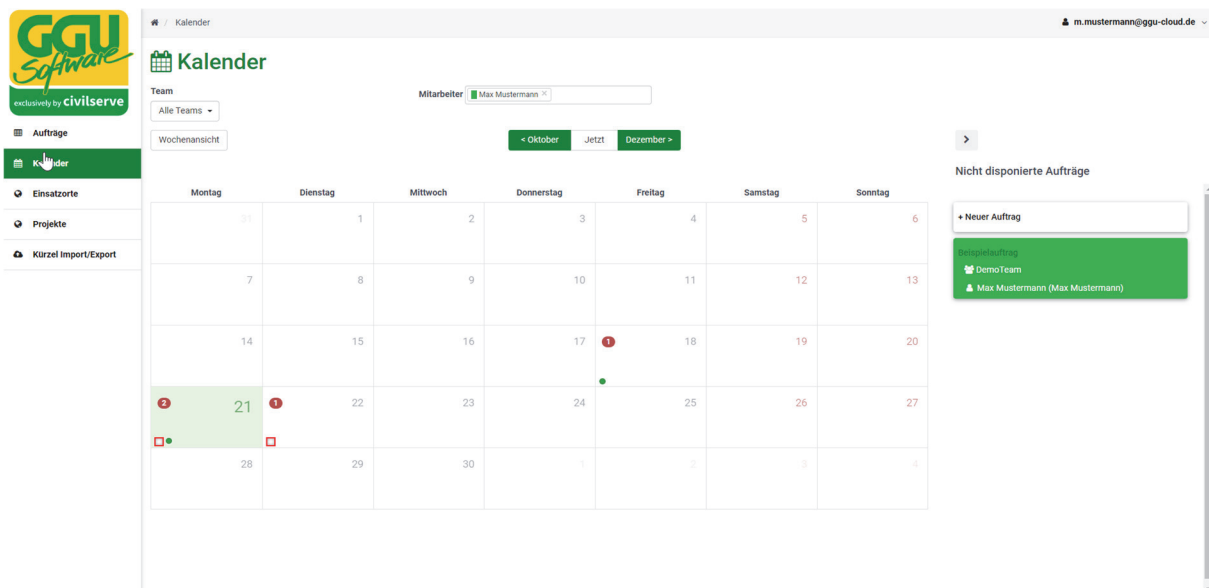 GGU
Software
exclusively by civilserve
Aufträge
Kalender
Einsatzorte
Projekte
Kürzel Import/Export
/ Kalender
m.mustermann@ggu-cloud.de
Kalender
Team
Alle Teams
Mitarbeiter Max Mustermann ×
Wochenansicht
< Oktober Jetzt Dezember >
Montag Dienstag Mittwoch Donnerstag Freitag Samstag Sonntag
31 1 2 3 4 5 6
7 8 9 10 11 12 13
14 15 16 17 1 18 19 20
2 21 1 22 23 24 25 26 27
28 29 30 1 2 3 4
>
Nicht disponierte Aufträge
+ Neuer Auftrag
Beispielauftrag
DemoTeam
Max Mustermann (Max Mustermann)